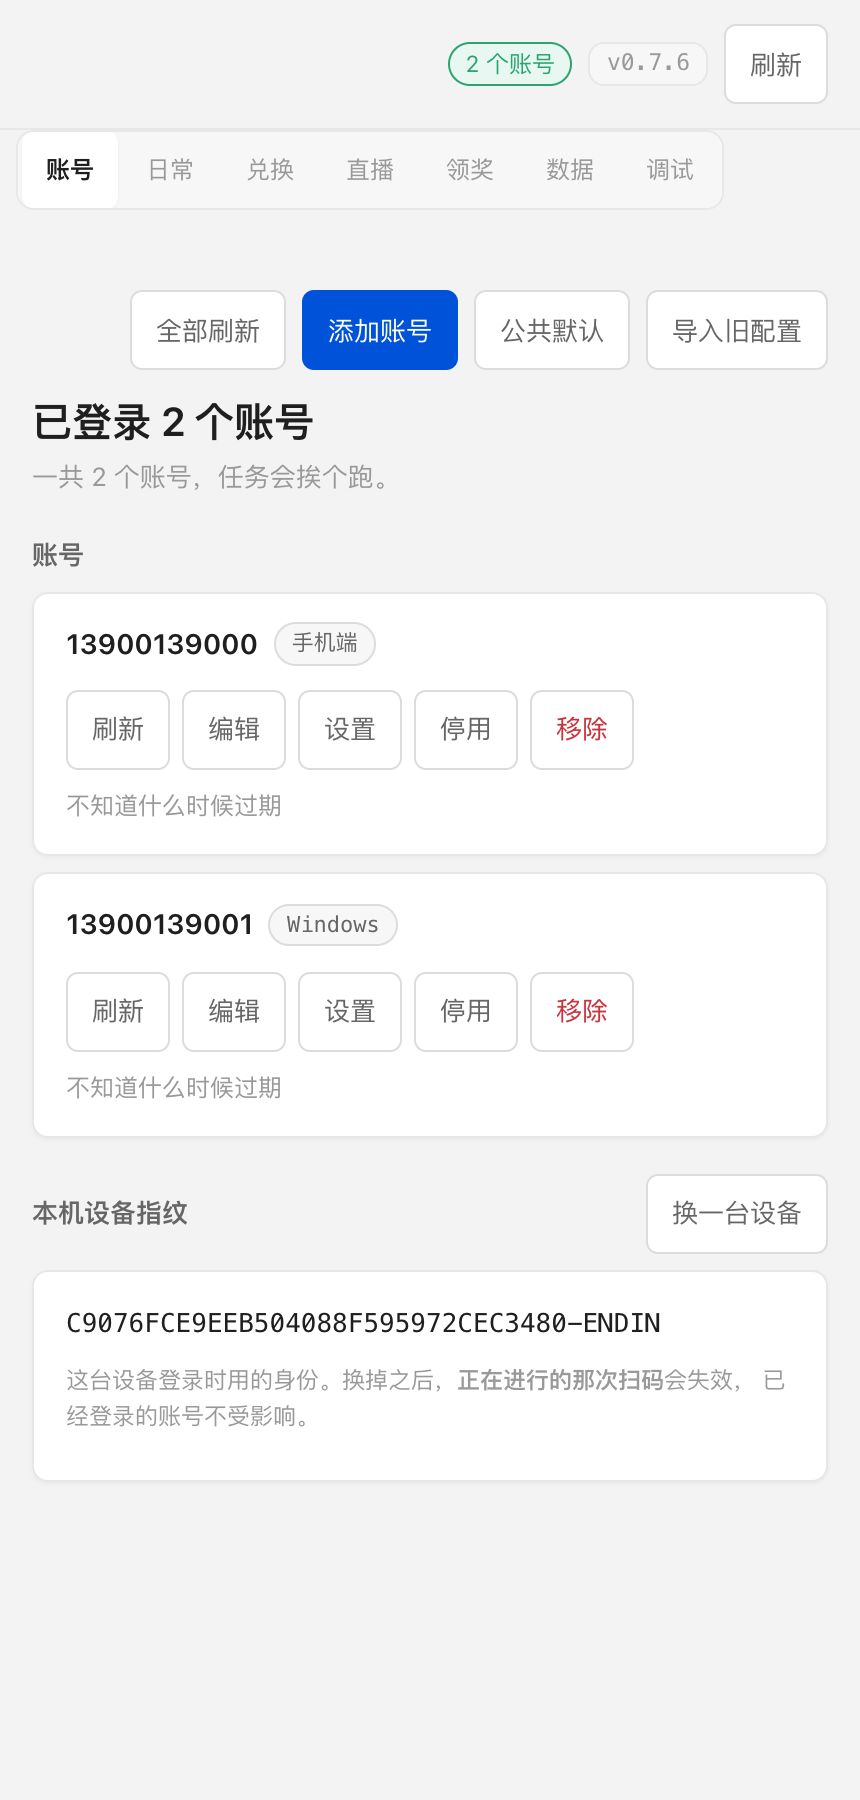 2 个账号 v0.7.6 刷新
账号 日常 兑换 直播 领奖 数据 调试
全部刷新 添加账号 公共默认 导入旧配置
已登录 2 个账号
一共 2 个账号，任务会挨个跑。
账号
13900139000 手机端
刷新 编辑 设置 停用 移除
不知道什么时候过期
13900139001 Windows
刷新 编辑 设置 停用 移除
不知道什么时候过期
本机设备指纹 换一台设备
C9076FCE9EEB504088F595972CEC3480-ENDIN
这台设备登录时用的身份。换掉之后，正在进行的那次扫码会失效， 已
经登录的账号不受影响。